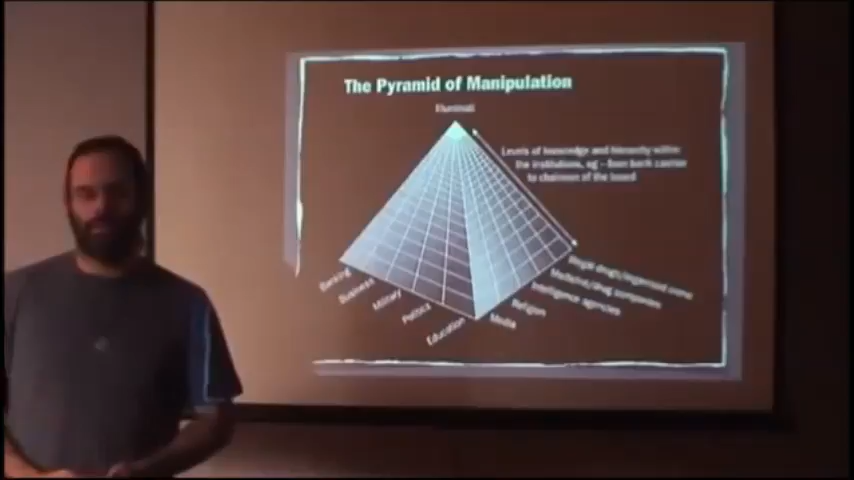 The Pyramid of Manipulation
Illuminati
Levels of knowledge and hierarchy within
the institutions, eg - from bank cashier
to chairman of the board
Banking
Business
Military
Politics
Education
Media
Religion
Intelligence agencies
Medicine/drug companies
Illegal drugs/organised crime